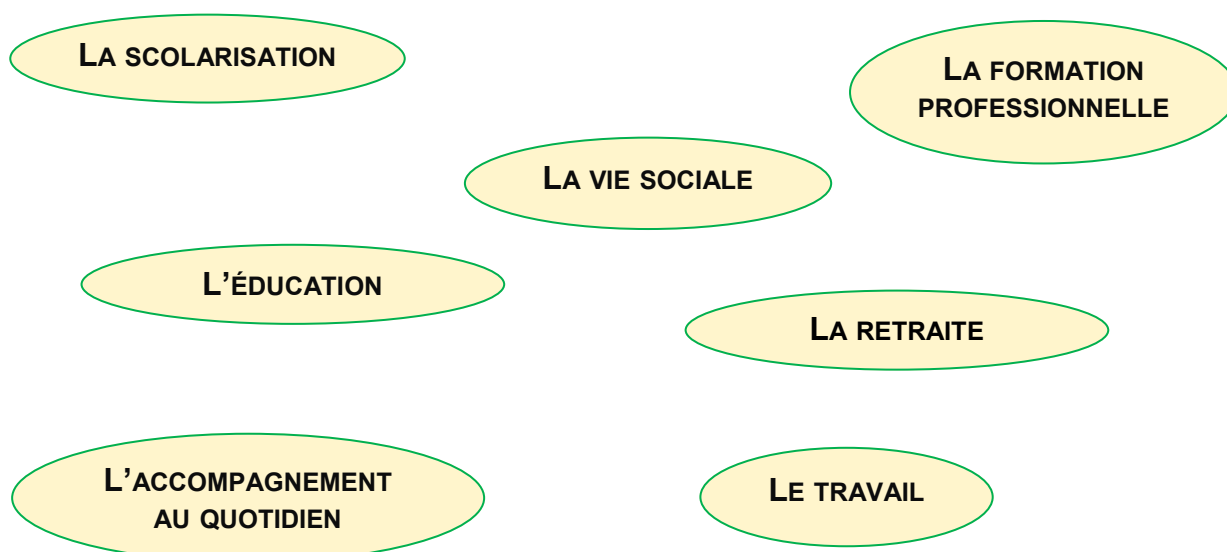 LA SCOLARISATION
LA FORMATION
PROFESSIONNELLE
LA VIE SOCIALE
L'ÉDUCATION
LA RETRAITE
L'ACCOMPAGNEMENT
AU QUOTIDIEN
LE TRAVAIL